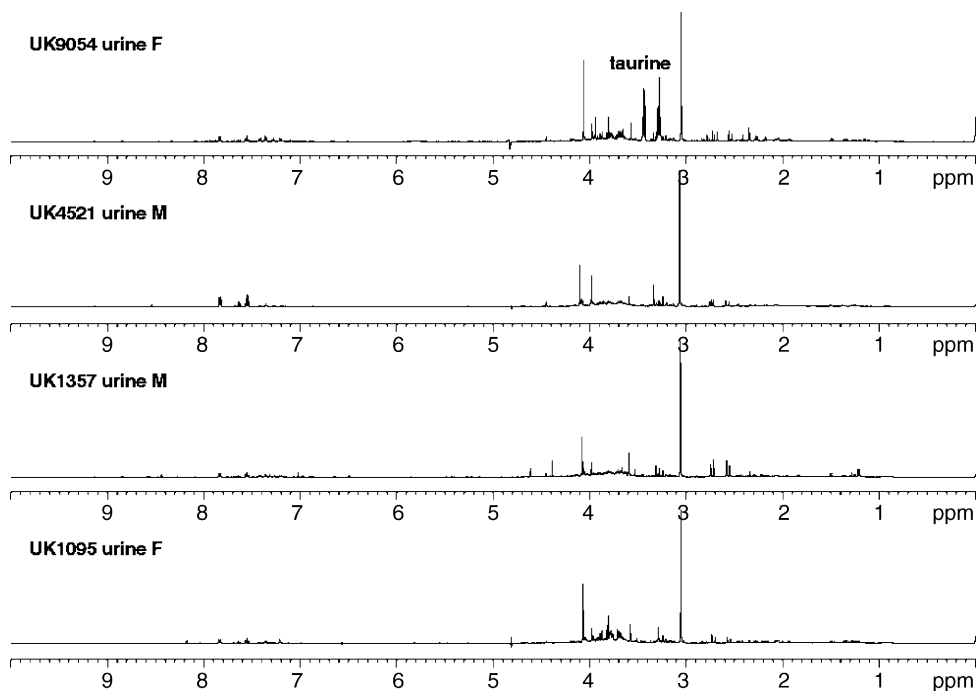 UK9054 urine F
taurine
9 8 7 6 5 4 3 2 1 ppm
UK4521 urine M
9 8 7 6 5 4 3 2 1 ppm
UK1357 urine M
9 8 7 6 5 4 3 2 1 ppm
UK1095 urine F
9 8 7 6 5 4 3 2 1 ppm